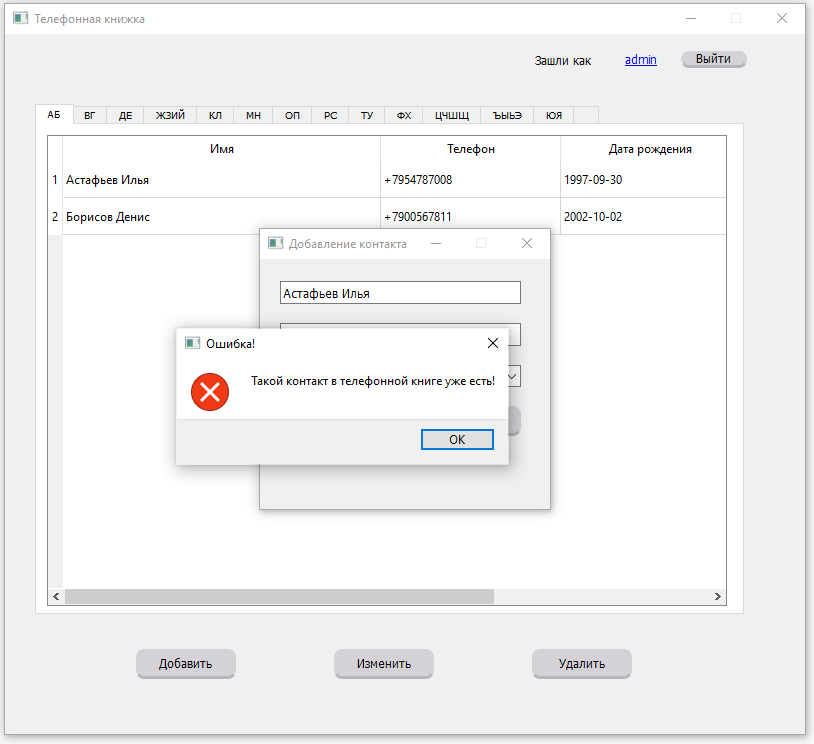 Телефонная книжка
Зашли как admin Выйти
АБ ВГ ДЕ ЖЗИЙ КЛ МН ОП РС ТУ ФХ ЦЧШЩ ЪЫЬЭ ЮЯ
Имя Телефон Дата рождения
1 Астафьев Илья +7954787008 1997-09-30
2 Борисов Денис +7900567811 2002-10-02
Добавление контакта
Астафьев Илья
Ошибка!
Такой контакт в телефонной книге уже есть!
OK
Добавить Изменить Удалить